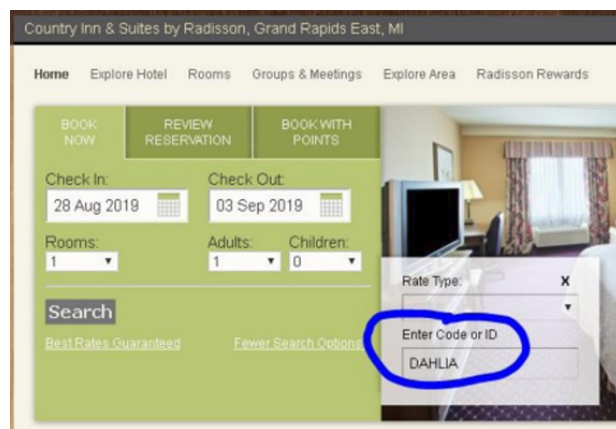 Country Inn & Suites by Radisson, Grand Rapids East, MI
Home Explore Hotel Rooms Groups & Meetings Explore Area Radisson Rewards
BOOK NOW
REVIEW RESERVATION
BOOK WITH POINTS
Check In: Check Out:
28 Aug 2019 03 Sep 2019
Rooms: Adults: Children:
1 1 0
Search
Best Rates Guaranteed Fewer Search Options
Rate Type: X
Enter Code or ID
DAHLIA